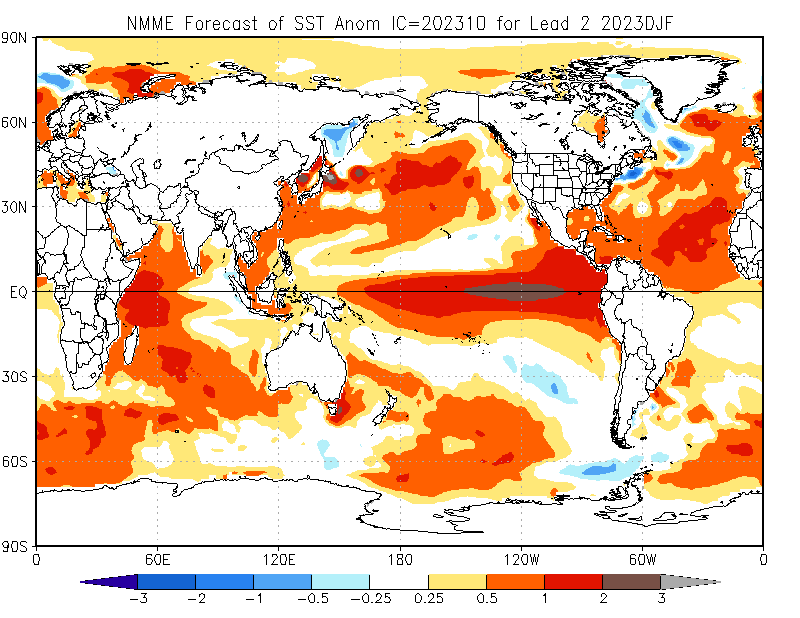 NMME Forecast of SST Anom IC=202310 for Lead 2 2023DJF
90N
60N
30N
EQ
30S
60S
90S
0 60E 120E 180 120W 60W 0
-3 -2 -1 -0.5 -0.25 0.25 0.5 1 2 3